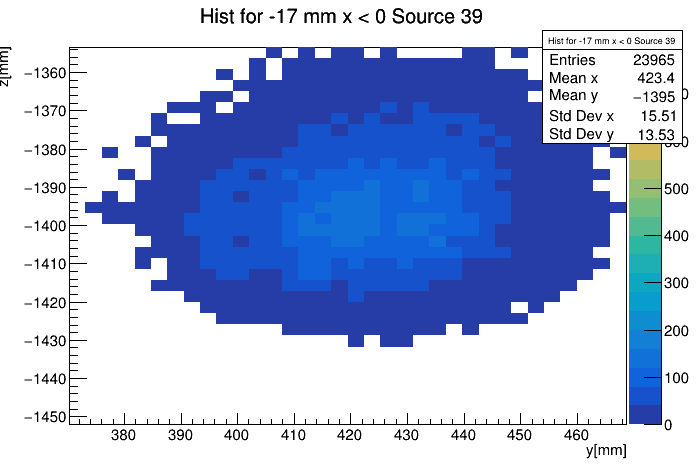 Hist for -17 mm x < 0 Source 39
Hist for -17 mm x < 0 Source 39
Entries 23965
Mean x 423.4
Mean y −1395
Std Dev x 15.51
Std Dev y 13.53
z[mm]
−1360
−1370
−1380
−1390
−1400
−1410
−1420
−1430
−1440
−1450
380 390 400 410 420 430 440 450 460
y[mm]
500
400
300
200
100
0